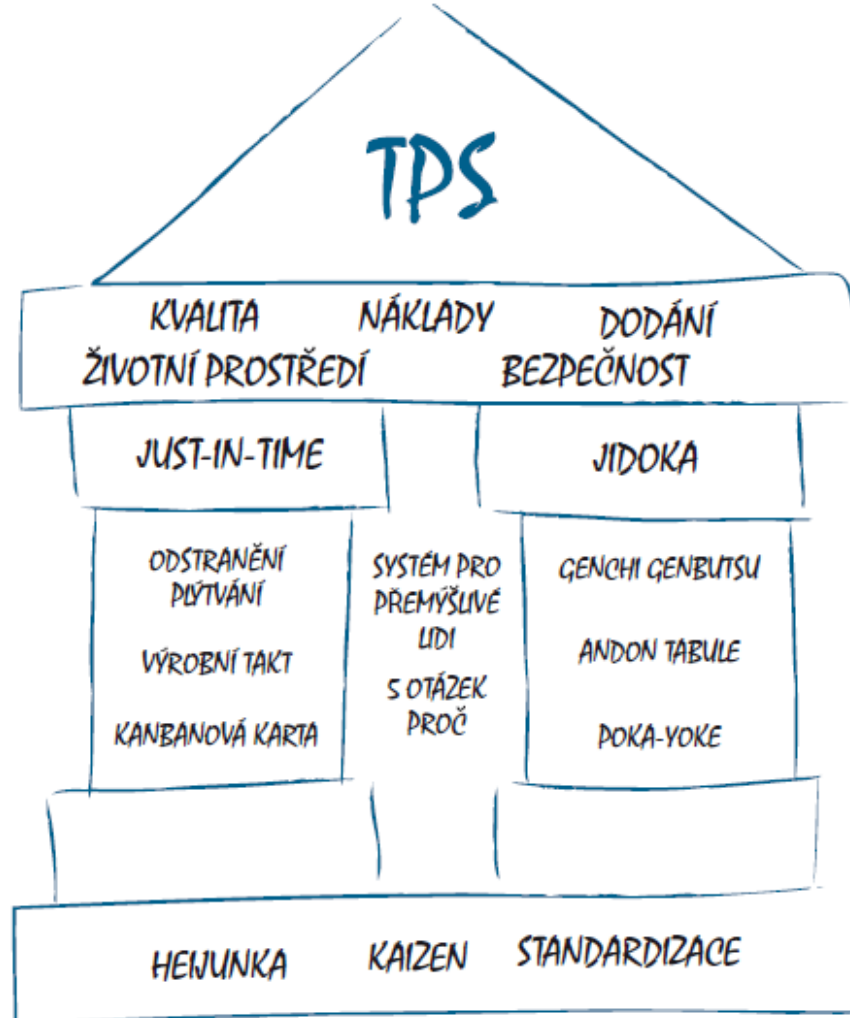 TPS
KVALITA NÁKLADY DODÁNÍ
ŽIVOTNÍ PROSTŘEDÍ BEZPEČNOST
JUST-IN-TIME
JIDOKA
ODSTRANĚNÍ
PLÝTVÁNÍ
VÝROBNÍ TAKT
KANBANOVÁ KARTA
SYSTÉM PRO
PŘEMÝŠLIVÉ
LIDI
5 OTÁZEK
PROČ
GENCHI GENBUTSU
ANDON TABULE
POKA-YOKE
HEIJUNKA KAIZEN STANDARDIZACE